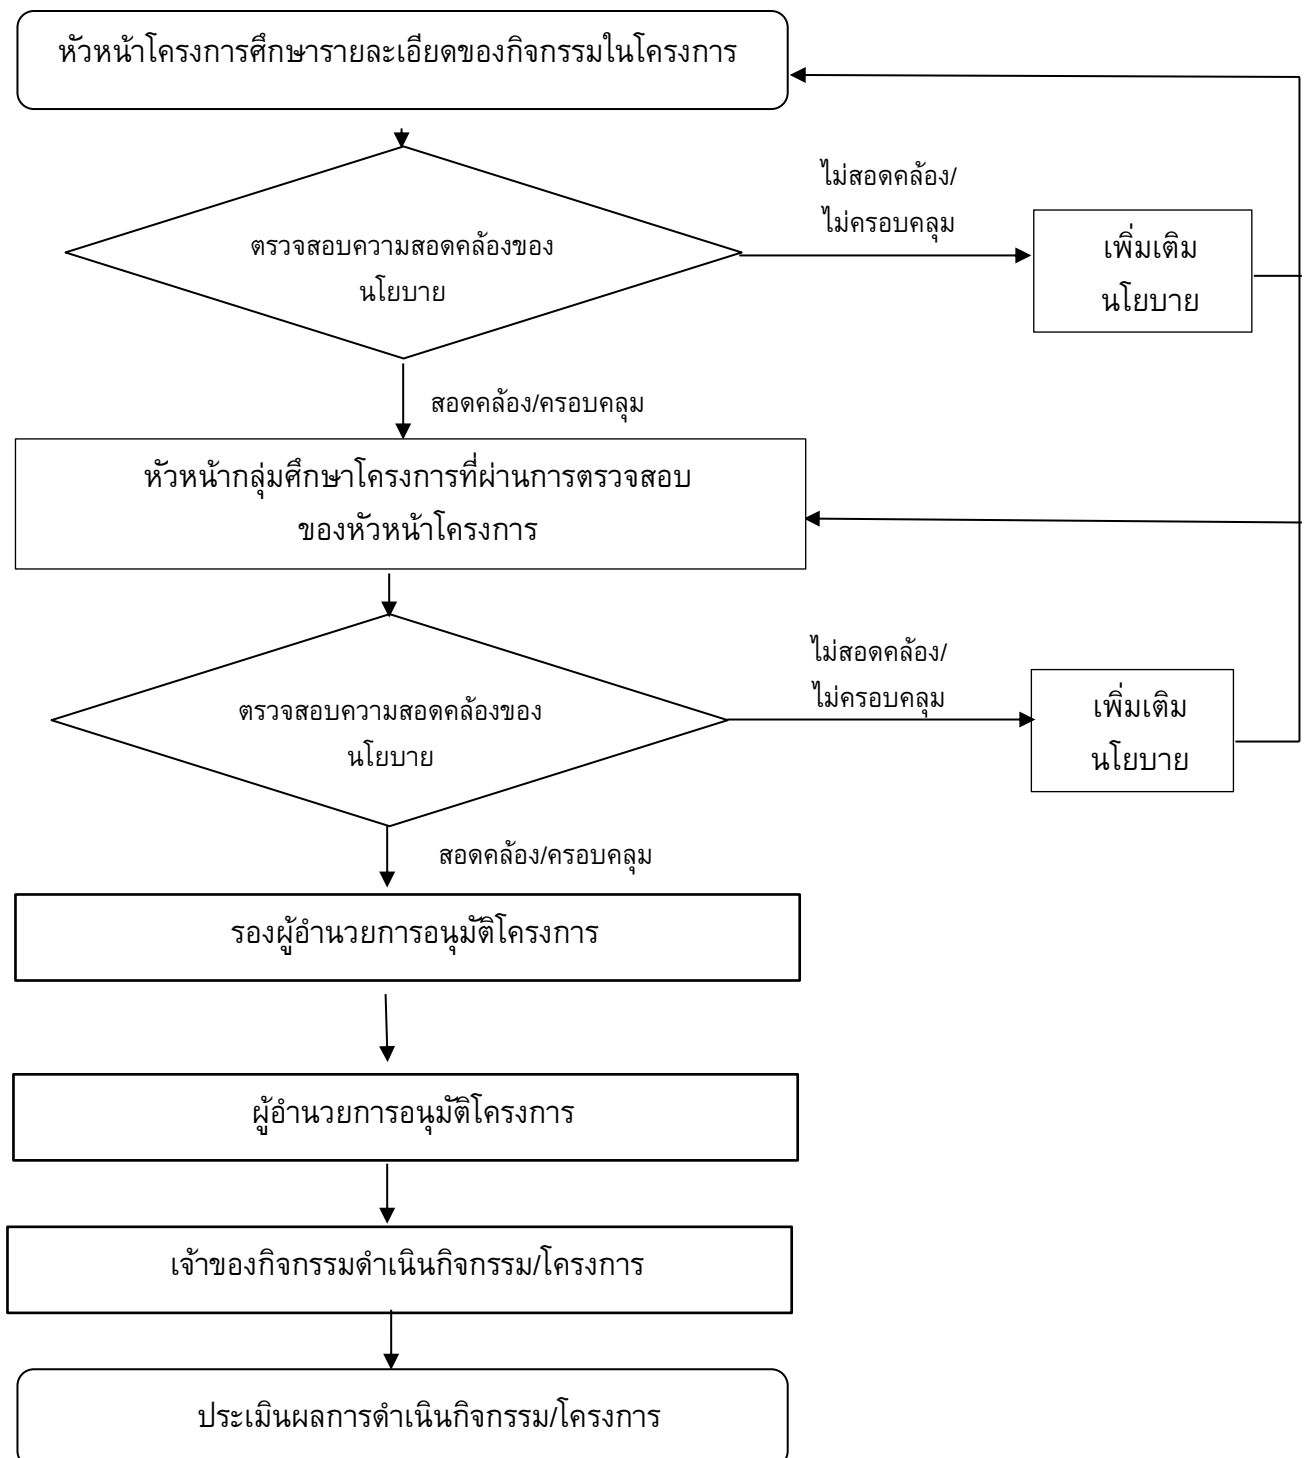 หัวหน้าโครงการศึกษารายละเอียดของกิจกรรมในโครงการ
ไม่สอดคล้อง/
ไม่ครอบคลุม
ตรวจสอบความสอดคล้องของ
นโยบาย
เพิ่มเติม
นโยบาย
สอดคล้อง/ครอบคลุม
หัวหน้ากลุ่มศึกษาโครงการที่ผ่านการตรวจสอบ
ของหัวหน้าโครงการ
ไม่สอดคล้อง/
ไม่ครอบคลุม
ตรวจสอบความสอดคล้องของ
นโยบาย
เพิ่มเติม
นโยบาย
สอดคล้อง/ครอบคลุม
รองผู้อำนวยการอนุมัติโครงการ
ผู้อำนวยการอนุมัติโครงการ
เจ้าของกิจกรรมดำเนินกิจกรรม/โครงการ
ประเมินผลการดำเนินกิจกรรม/โครงการ